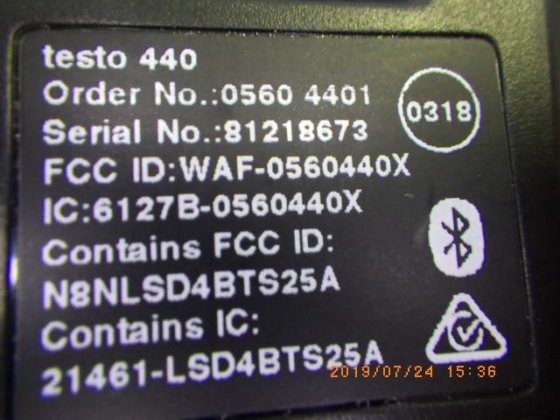 testo 440
Order No.:0560 4401
0318
Serial No.:81218673
FCC ID:WAF-0560440X
IC:6127B-0560440X
Contains FCC ID:
N8NLSD4BTS25A
Contains IC:
21461-LSD4BTS25A
2019/07/24 15:36